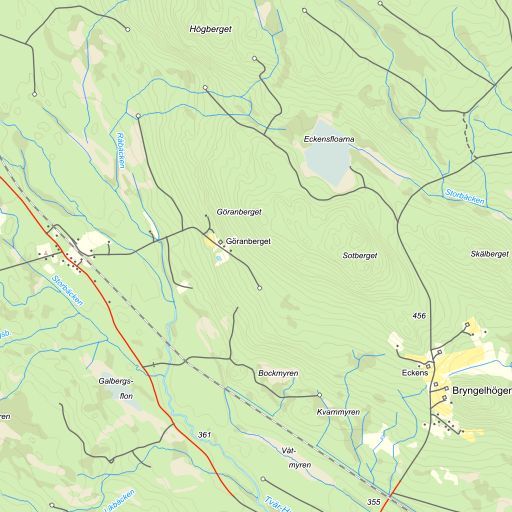 Högberget
Eckensfloarna
Råbäcken
Storbäcken
Göranberget
Göranberget
Sotberget
Skälberget
Storbäcken
456
Eckens
Bockmyren
Galbergs-
flon
Bryngelhöger
Kvarnmyren
361
Våt-
myren
355